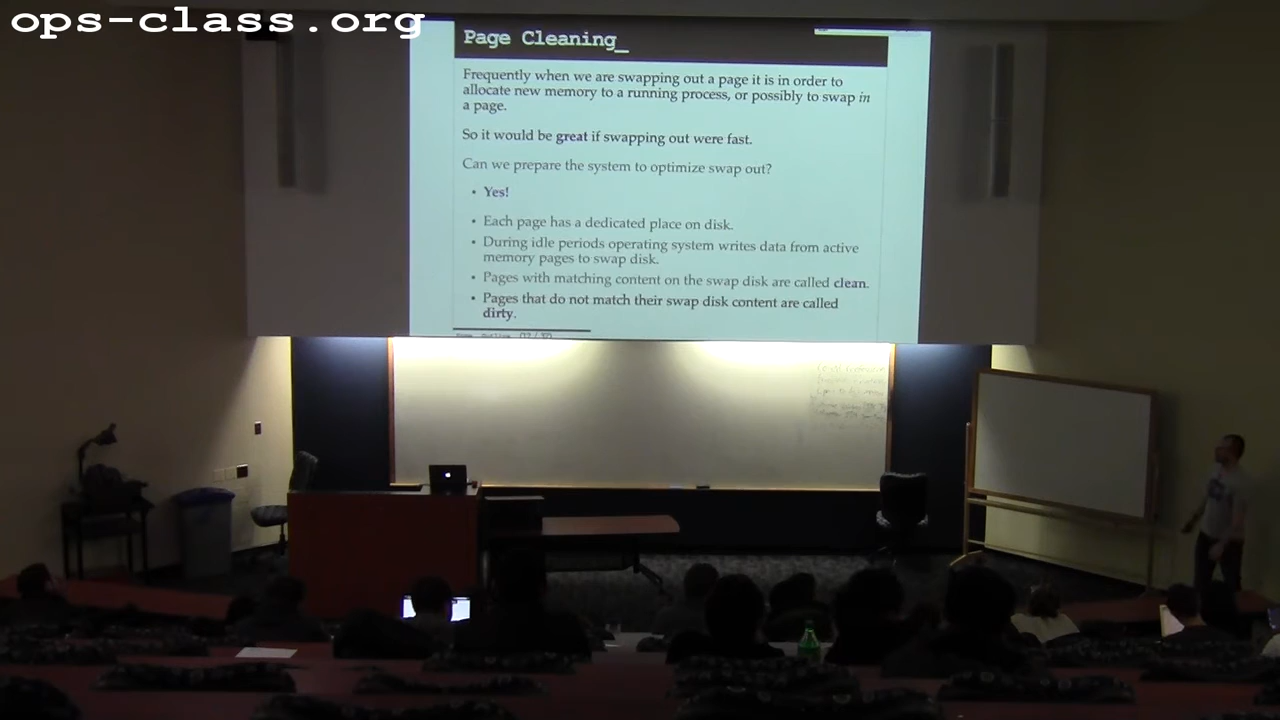 ops-class.org
Page Cleaning_
Frequently when we are swapping out a page it is in order to
allocate new memory to a running process, or possibly to swap in
a page.
So it would be great if swapping out were fast.
Can we prepare the system to optimize swap out?
• Yes!
• Each page has a dedicated place on disk.
• During idle periods operating system writes data from active
memory pages to swap disk.
• Pages with matching content on the swap disk are called clean.
• Pages that do not match their swap disk content are called
dirty.